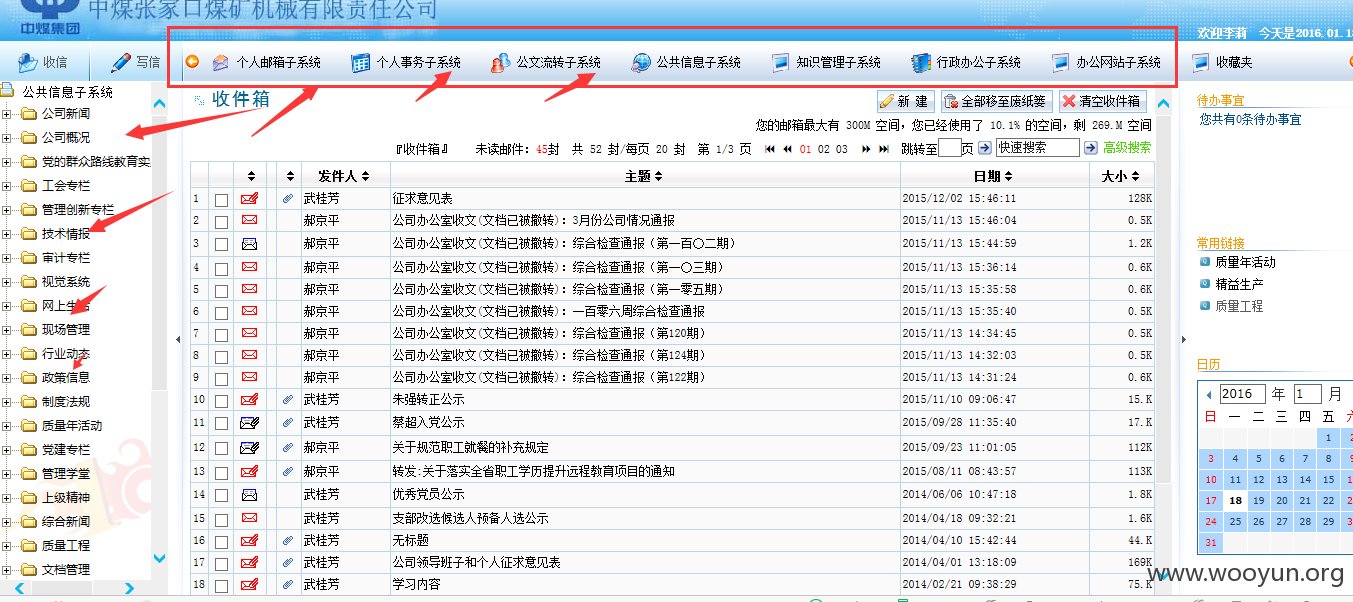 中煤集团
中煤张家口煤矿机械有限责任公司
欢迎李莉 今天是2016.01.18
收信 写信 个人邮箱子系统 个人事务子系统 公文流转子系统 公共信息子系统 知识管理子系统 行政办公子系统 办公网站子系统 收藏夹
公共信息子系统
公司新闻
公司概况
党的群众路线教育实
工会专栏
管理创新专栏
技术情报
审计专栏
视觉系统
网上生活
现场管理
行业动态
政策信息
制度法规
质量年活动
党建专栏
管理学堂
上级精神
综合新闻
质量工程
文档管理
收件箱
新 建 全部移至废纸篓 清空收件箱
您的邮箱最大有 300M 空间，您已经使用了 10.1% 的空间，剩 269.M 空间
『收件箱』 未读邮件：45封 共 52 封/每页 20 封 第 1/3 页 01 02 03 跳转至 页 快速搜索 高级搜索
发件人 主题 日期 大小
1 武桂芳 征求意见表 2015/12/02 15:46:11 128K
2 郝京平 公司办公室收文(文档已被撤转)：3月份公司情况通报 2015/11/13 15:46:04 0.5K
3 郝京平 公司办公室收文(文档已被撤转)：综合检查通报（第一百〇二期） 2015/11/13 15:44:59 1.2K
4 郝京平 公司办公室收文(文档已被撤转)：综合检查通报（第一〇三期） 2015/11/13 15:36:14 0.6K
5 郝京平 公司办公室收文(文档已被撤转)：综合检查通报（第一零五期） 2015/11/13 15:35:58 0.6K
6 郝京平 公司办公室收文(文档已被撤转)：一百零六周综合检查通报 2015/11/13 15:35:40 0.5K
7 郝京平 公司办公室收文(文档已被撤转)：综合检查通报（第120期） 2015/11/13 14:34:45 0.5K
8 郝京平 公司办公室收文(文档已被撤转)：综合检查通报（第124期） 2015/11/13 14:32:03 0.5K
9 郝京平 公司办公室收文(文档已被撤转)：综合检查通报（第122期） 2015/11/13 14:31:24 0.6K
10 武桂芳 朱强转正公示 2015/11/10 09:06:47 15.K
11 武桂芳 蔡超入党公示 2015/09/28 11:35:40 17.K
12 郝京平 关于规范职工就餐的补充规定 2015/09/23 11:01:05 112K
13 郝京平 转发:关于落实全省职工学历提升远程教育项目的通知 2015/08/11 08:43:57 113K
14 武桂芳 优秀党员公示 2014/06/06 10:47:18 1.8K
15 武桂芳 支部改选候选人预备人选公示 2014/04/18 09:32:21 1.6K
16 武桂芳 无标题 2014/04/10 15:42:44 44.K
17 武桂芳 公司领导班子和个人征求意见表 2014/04/01 13:18:09 169K
18 武桂芳 学习内容 2014/02/21 09:38:29 75.K
待办事宜
您共有0条待办事宜
常用链接
质量年活动
精益生产
质量工程
日历
2016 年 1 月
日 一 二 三 四 五 六
1 2
3 4 5 6 7 8 9
10 11 12 13 14 15 1
17 18 19 20 21 22 2
24 25 26 27 28 29 3
31
www.wooyun.org